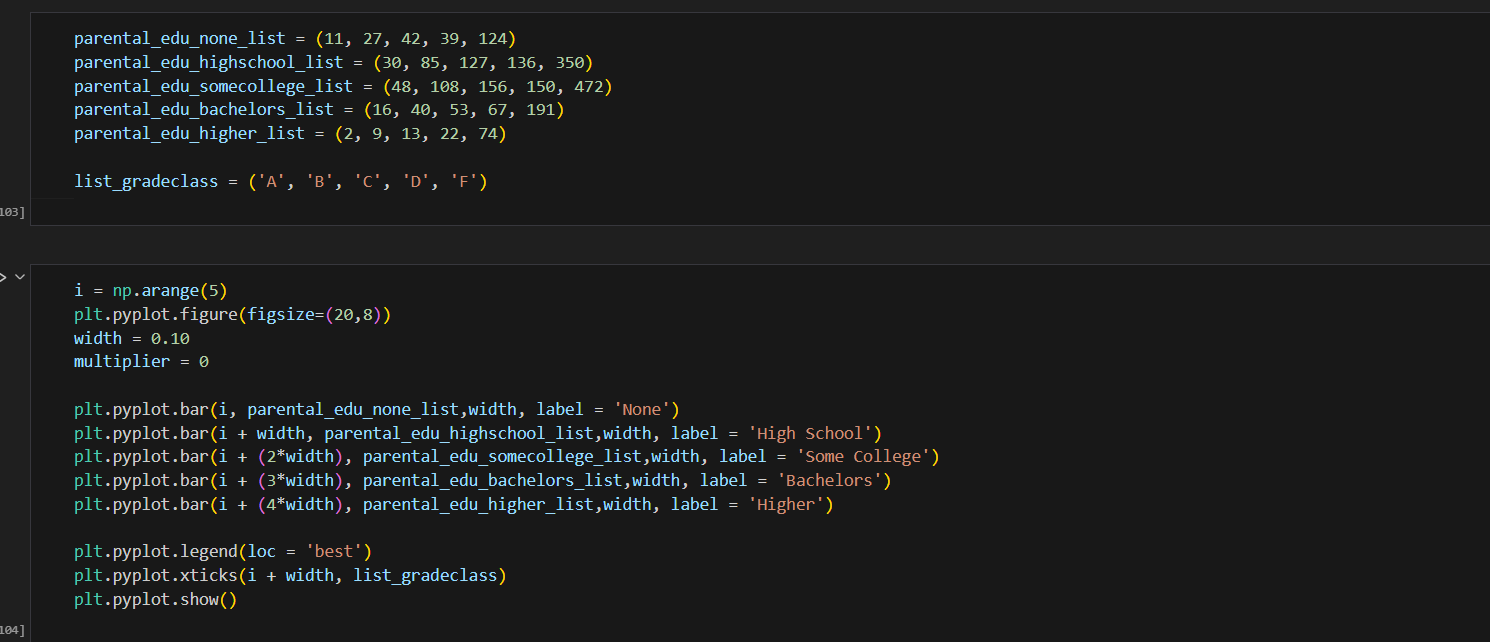 parental_edu_none_list = (11, 27, 42, 39, 124)
parental_edu_highschool_list = (30, 85, 127, 136, 350)
parental_edu_somecollege_list = (48, 108, 156, 150, 472)
parental_edu_bachelors_list = (16, 40, 53, 67, 191)
parental_edu_higher_list = (2, 9, 13, 22, 74)
list_gradeclass = ('A', 'B', 'C', 'D', 'F')
103]
i = np.arange(5)
plt.pyplot.figure(figsize=(20,8))
width = 0.10
multiplier = 0
plt.pyplot.bar(i, parental_edu_none_list,width, label = 'None')
plt.pyplot.bar(i + width, parental_edu_highschool_list,width, label = 'High School')
plt.pyplot.bar(i + (2*width), parental_edu_somecollege_list,width, label = 'Some College')
plt.pyplot.bar(i + (3*width), parental_edu_bachelors_list,width, label = 'Bachelors')
plt.pyplot.bar(i + (4*width), parental_edu_higher_list,width, label = 'Higher')
plt.pyplot.legend(loc = 'best')
plt.pyplot.xticks(i + width, list_gradeclass)
plt.pyplot.show()
104]